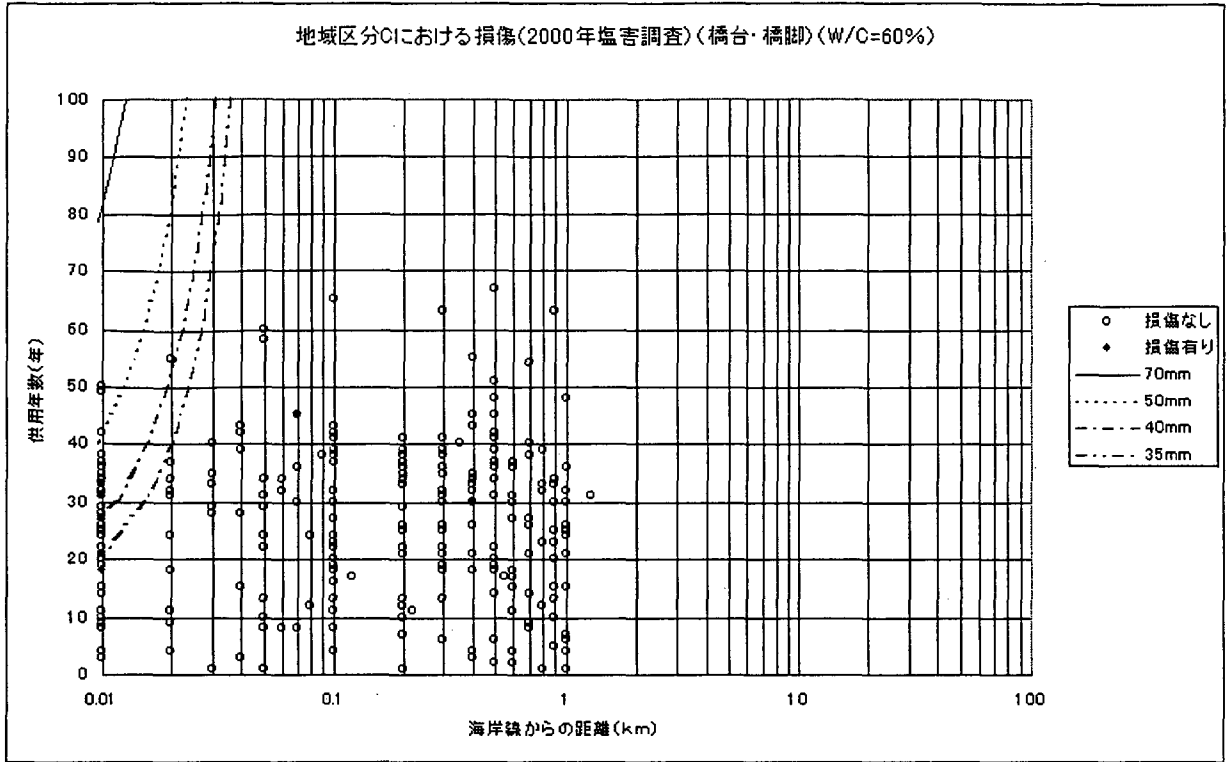 地域区分Cにおける損傷(2000年塩害調査)(橋台・橋脚)(W/C=60%)
100
90
80
70
60
50
40
30
20
10
0
供用年数(年)
0.01
0.1
1
10
100
海岸線からの距離(km)
損傷なし
損傷有り
70mm
50mm
40mm
35mm